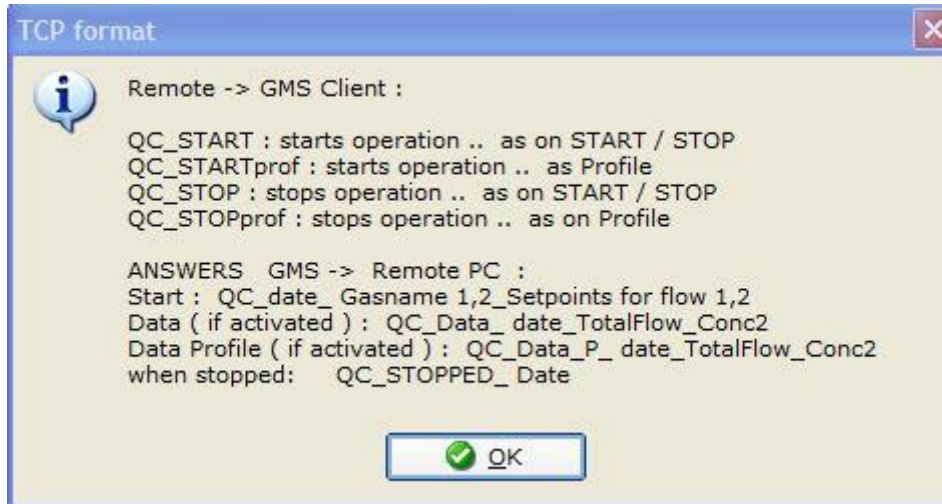 TCP format
Remote -> GMS Client :
QC_START : starts operation .. as on START / STOP
QC_STARTprof : starts operation .. as Profile
QC_STOP : stops operation .. as on START / STOP
QC_STOPprof : stops operation .. as on Profile
ANSWERS GMS -> Remote PC :
Start : QC_date_ Gasname 1,2_Setpoints for flow 1,2
Data ( if activated ) : QC_Data_ date_TotalFlow_Conc2
Data Profile ( if activated ) : QC_Data_P_ date_TotalFlow_Conc2
when stopped: QC_STOPPED_ Date
OK